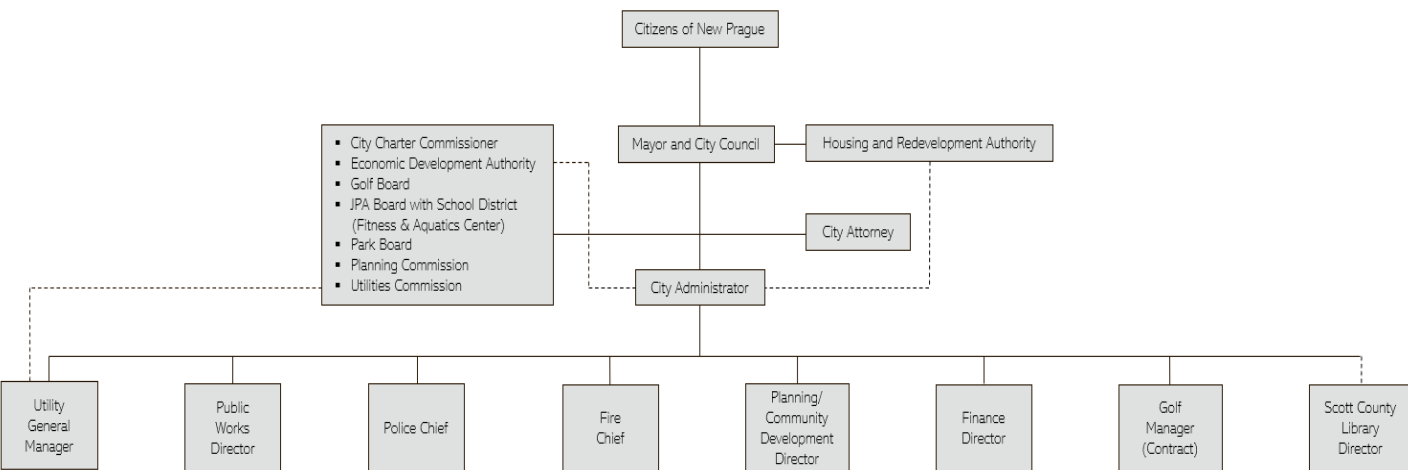 Citizens of New Prague
▪ City Charter Commissioner
▪ Economic Development Authority
▪ Golf Board
▪ JPA Board with School District
(Fitness & Aquatics Center)
▪ Park Board
▪ Planning Commission
▪ Utilities Commission
Mayor and City Council
Housing and Redevelopment Authority
City Attorney
City Administrator
Utility
General
Manager
Public
Works
Director
Police Chief
Fire
Chief
Planning/
Community
Development
Director
Finance
Director
Golf
Manager
(Contract)
Scott County
Library
Director